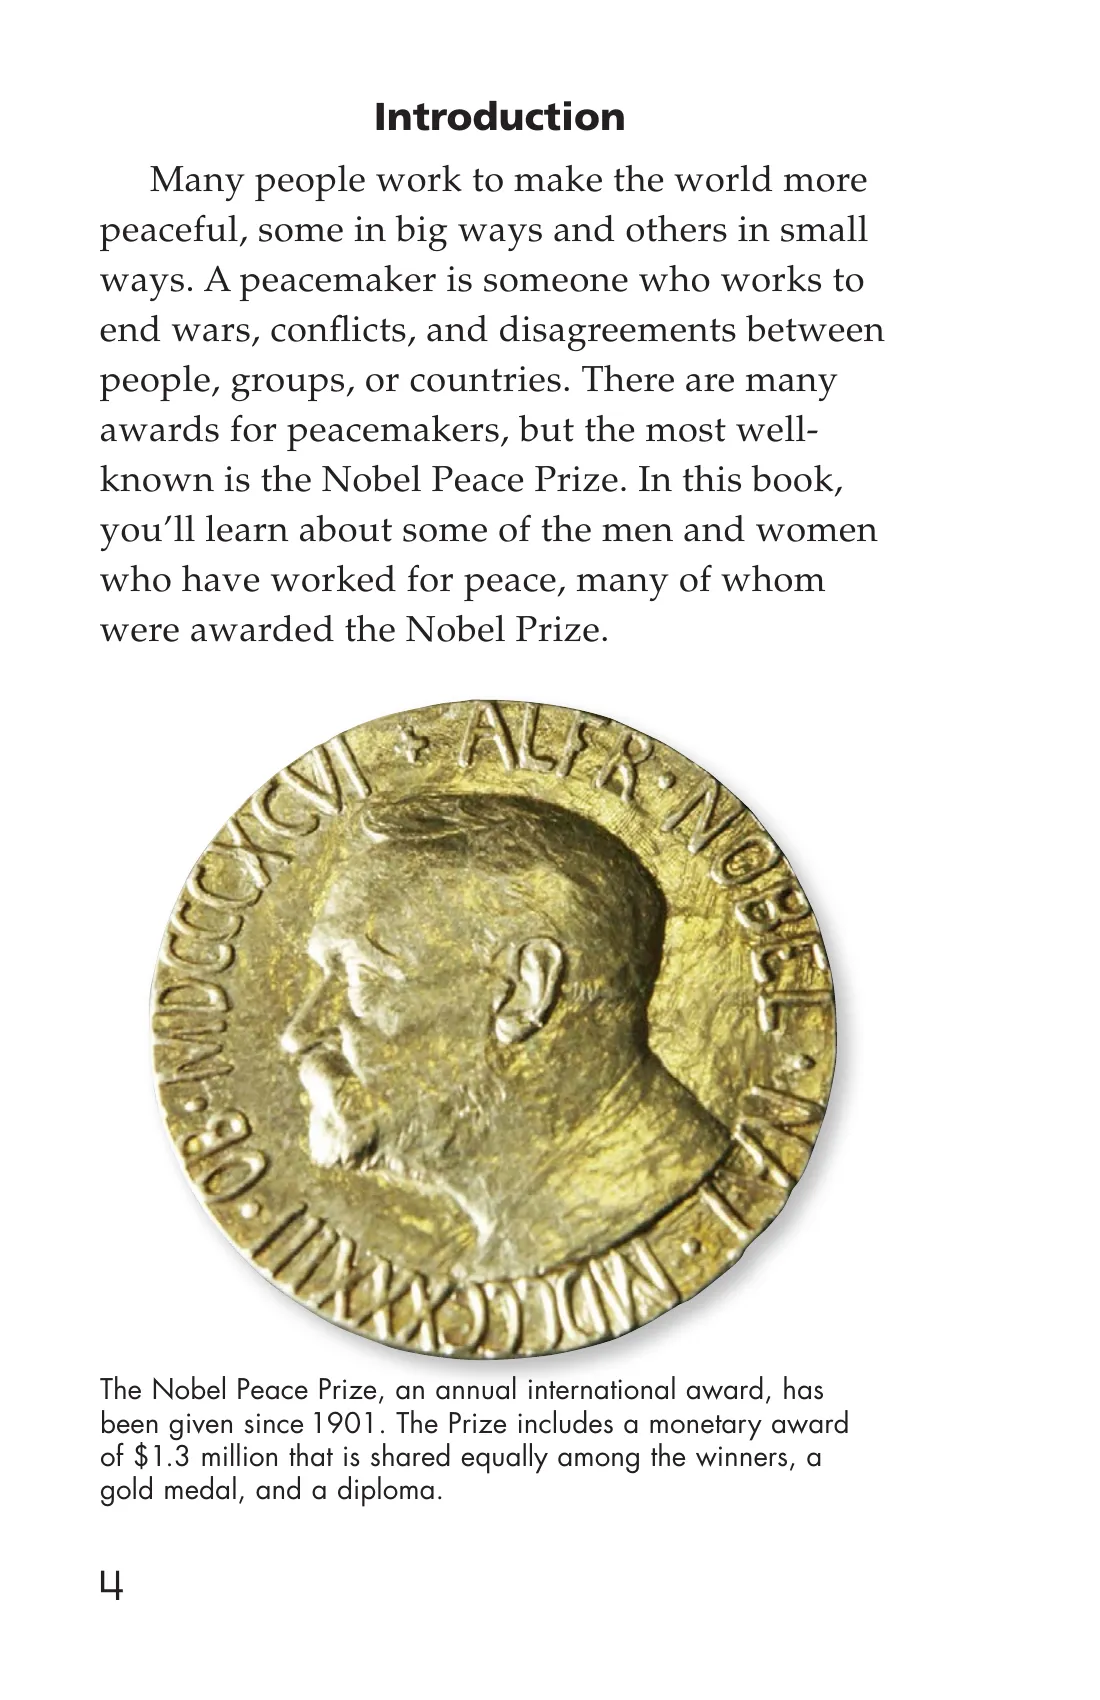 Introduction
Many people work to make the world more
peaceful, some in big ways and others in small
ways. A peacemaker is someone who works to
end wars, conflicts, and disagreements between
people, groups, or countries. There are many
awards for peacemakers, but the most well-
known is the Nobel Peace Prize. In this book,
you’ll learn about some of the men and women
who have worked for peace, many of whom
were awarded the Nobel Prize.
+ ALFR · NOBEL · NAT · MDCCCXXXIII · OB · MDCCCXCVI
The Nobel Peace Prize, an annual international award, has
been given since 1901. The Prize includes a monetary award
of $1.3 million that is shared equally among the winners, a
gold medal, and a diploma.
4